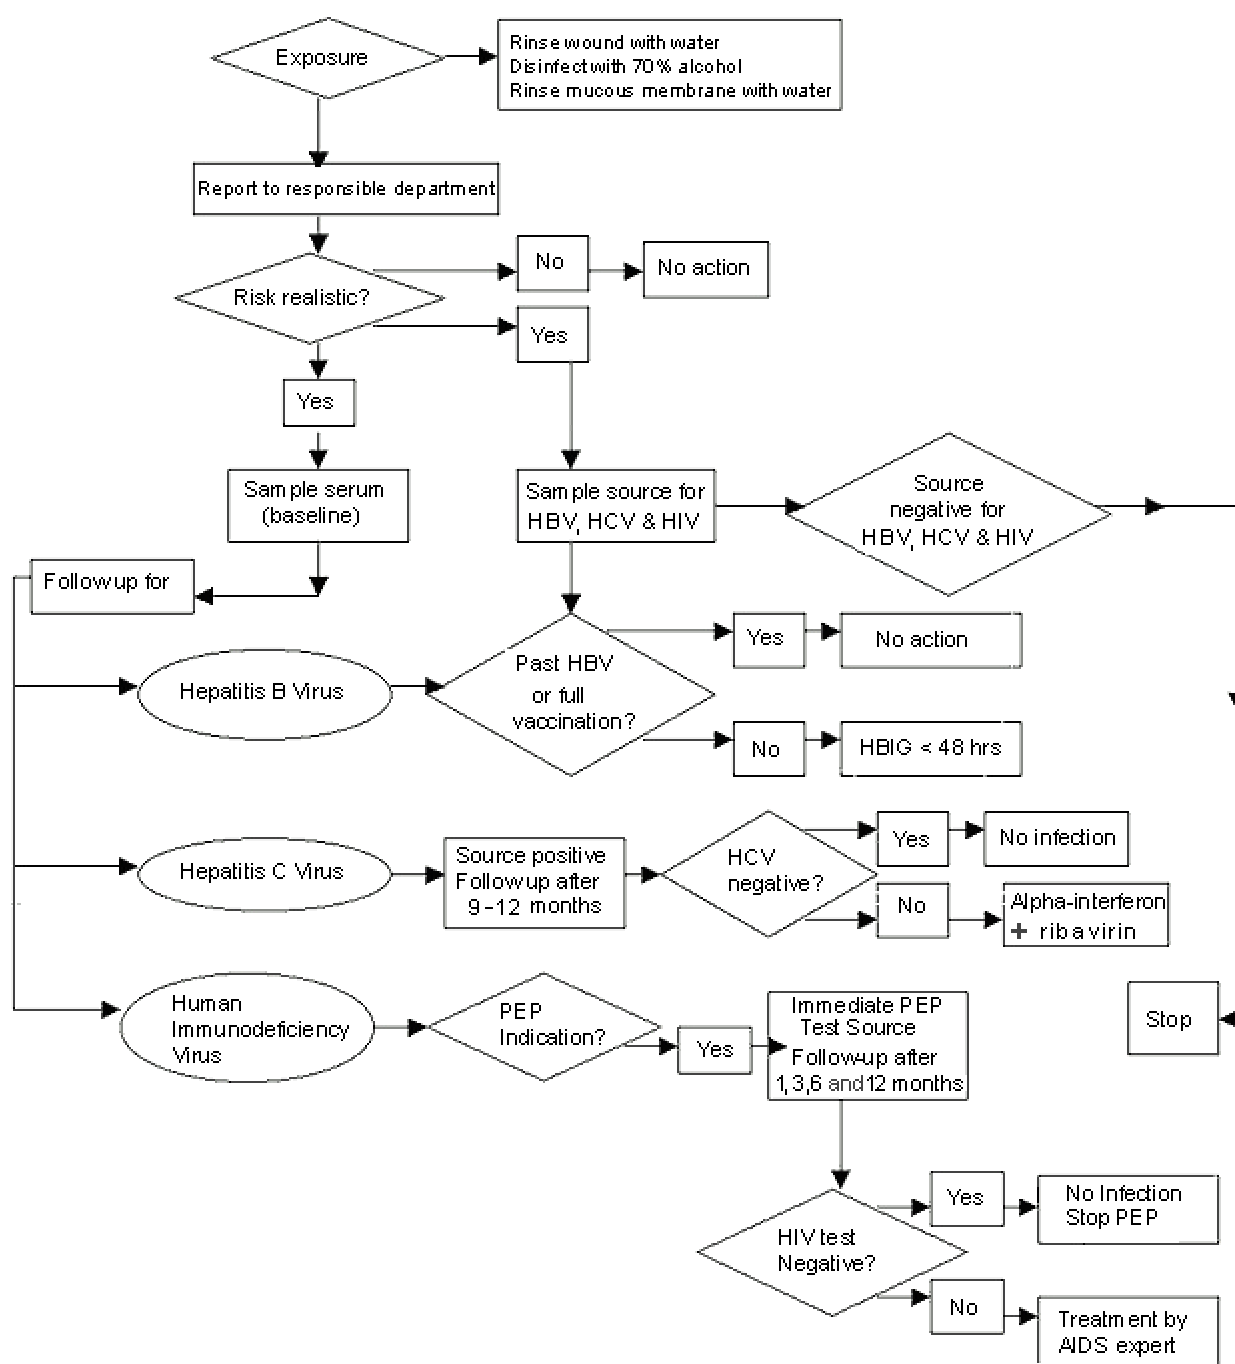 Exposure
Rinse wound with water
Disinfect with 70% alcohol
Rinse mucous membrane with water
Report to responsible department
No
No action
Risk realistic?
Yes
Yes
Sample serum
(baseline)
Sample source for
HBV, HCV & HIV
Source
negative for
HBV, HCV & HIV
Follow up for
Yes
No action
Past HBV
or full
vaccination?
Hepatitis B Virus
No
HBIG < 48 hrs
Hepatitis C Virus
Source positive
Follow up after
9-12 months
HCV
negative?
Yes
No infection
No
Alpha-interferon
+ ribavirin
Human
Immunodeficiency
Virus
PEP
Indication?
Yes
Immediate PEP
Test Source
Follow-up after
1,3,6 and 12 months
Stop
HIV test
Negative?
Yes
No Infection
Stop PEP
No
Treatment by
AIDS expert